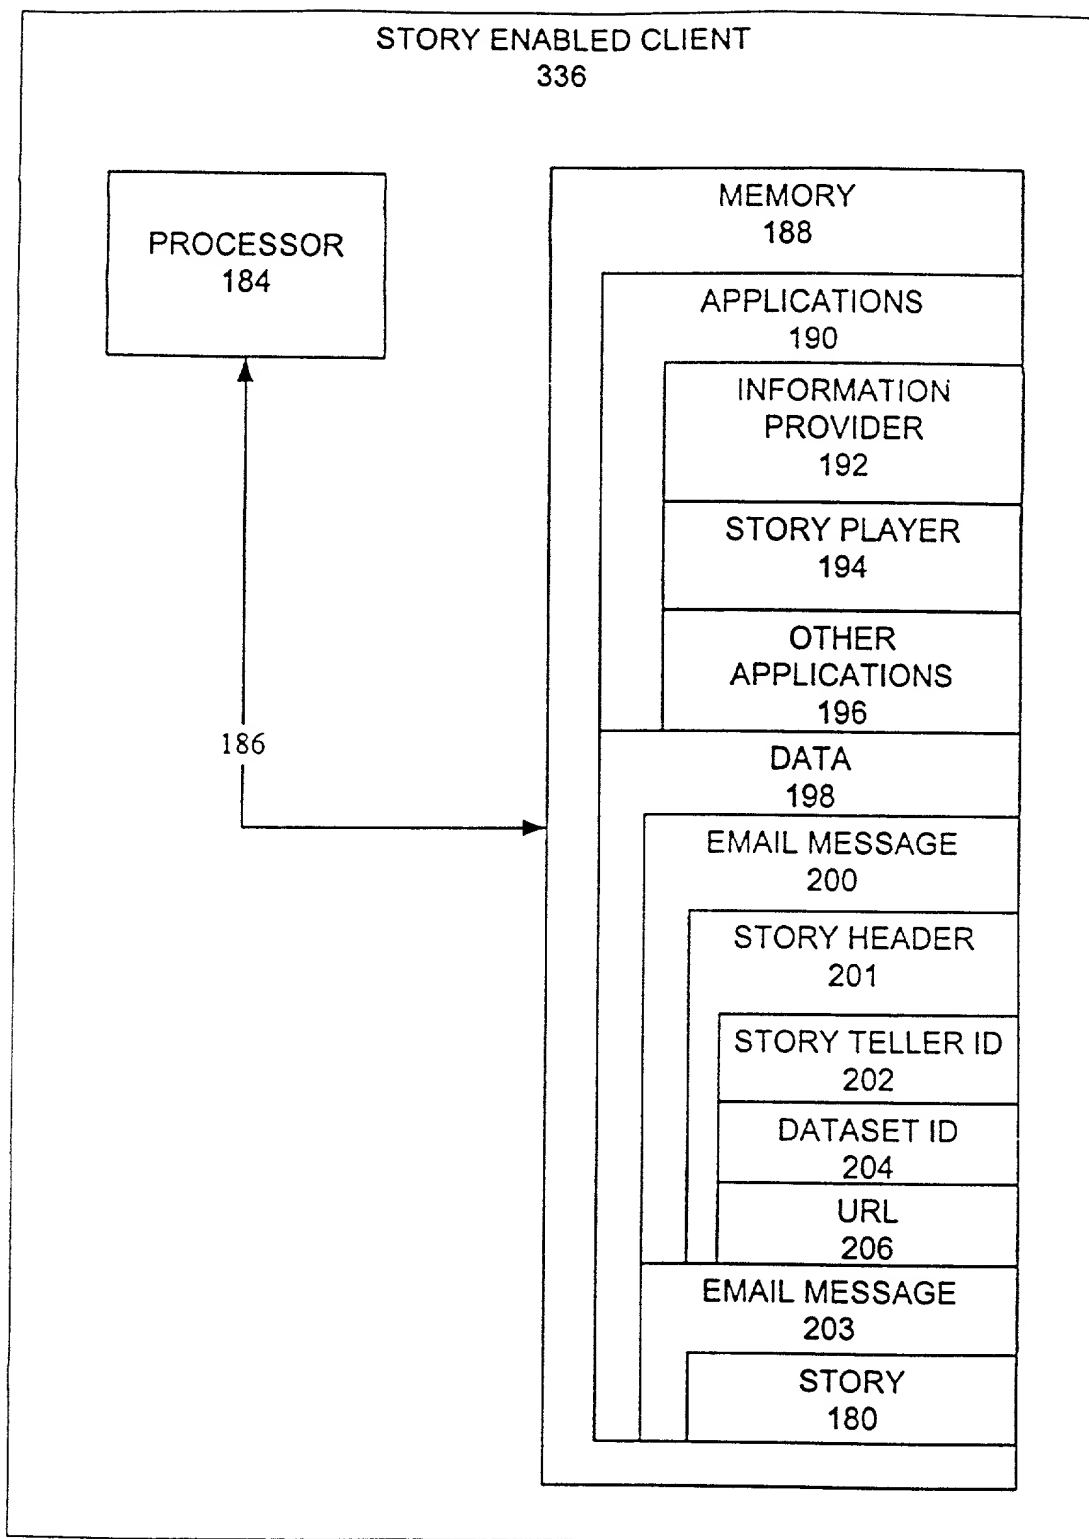 STORY ENABLED CLIENT
336
PROCESSOR
184
186
MEMORY
188
APPLICATIONS
190
INFORMATION
PROVIDER
192
STORY PLAYER
194
OTHER
APPLICATIONS
196
DATA
198
EMAIL MESSAGE
200
STORY HEADER
201
STORY TELLER ID
202
DATASET ID
204
URL
206
EMAIL MESSAGE
203
STORY
180